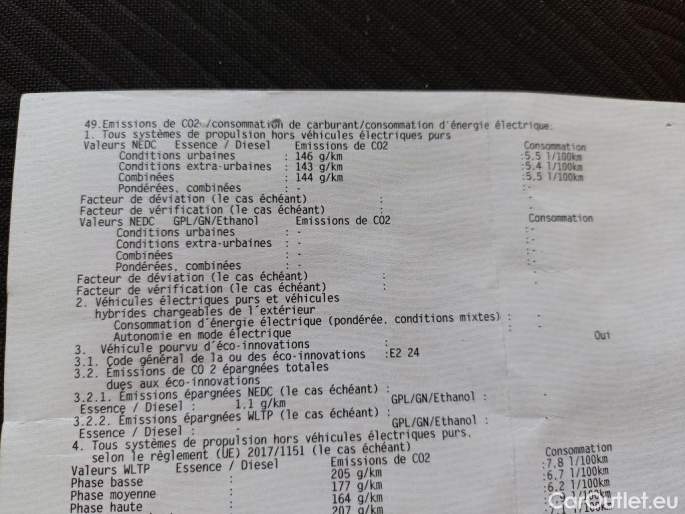 49.Emissions de CO2 /consommation de carburant/consommation d'énergie électrique:
1. Tous systèmes de propulsion hors véhicules électriques purs
Valeurs NEDC Essence / Diesel Emissions de CO2 Consommation
Conditions urbaines : 146 g/km :5.5 l/100km
Conditions extra-urbaines : 143 g/km :5.4 l/100km
Combinées : 144 g/km :5.5 l/100km
Pondérées, combinées : - :-
Facteur de déviation (le cas échéant) : -
Facteur de vérification (le cas échéant) : -
Valeurs NEDC GPL/GN/Ethanol Emissions de CO2 Consommation
Conditions urbaines : - :-
Conditions extra-urbaines : - :-
Combinées : - :-
Pondérées, combinées : - :-
Facteur de déviation (le cas échéant) : -
Facteur de vérification (le cas échéant) : -
2. Véhicules électriques purs et véhicules
hybrides chargeables de l'extérieur
Consommation d'énergie électrique (pondérée, conditions mixtes) : -
Autonomie en mode électrique : -
3. Véhicule pourvu d'éco-innovations : Oui
3.1. Code général de la ou des éco-innovations :E2 24
3.2. Émissions de CO 2 épargnées totales
dues aux éco-innovations
3.2.1. Émissions épargnées NEDC (le cas échéant) :
Essence / Diesel : 1.1 g/km GPL/GN/Ethanol : -
3.2.2. Émissions épargnées WLTP (le cas échéant) :
Essence / Diesel : - GPL/GN/Ethanol : -
4. Tous systèmes de propulsion hors véhicules électriques purs,
selon le règlement (UE) 2017/1151 (le cas échéant)
Valeurs WLTP Essence / Diesel Emissions de CO2 Consommation
Phase basse : 205 g/km :7.8 l/100km
Phase moyenne : 177 g/km :6.7 l/100km
Phase haute : 164 g/km :6.2 l/100km
207 g/km
CarOutlet.eu